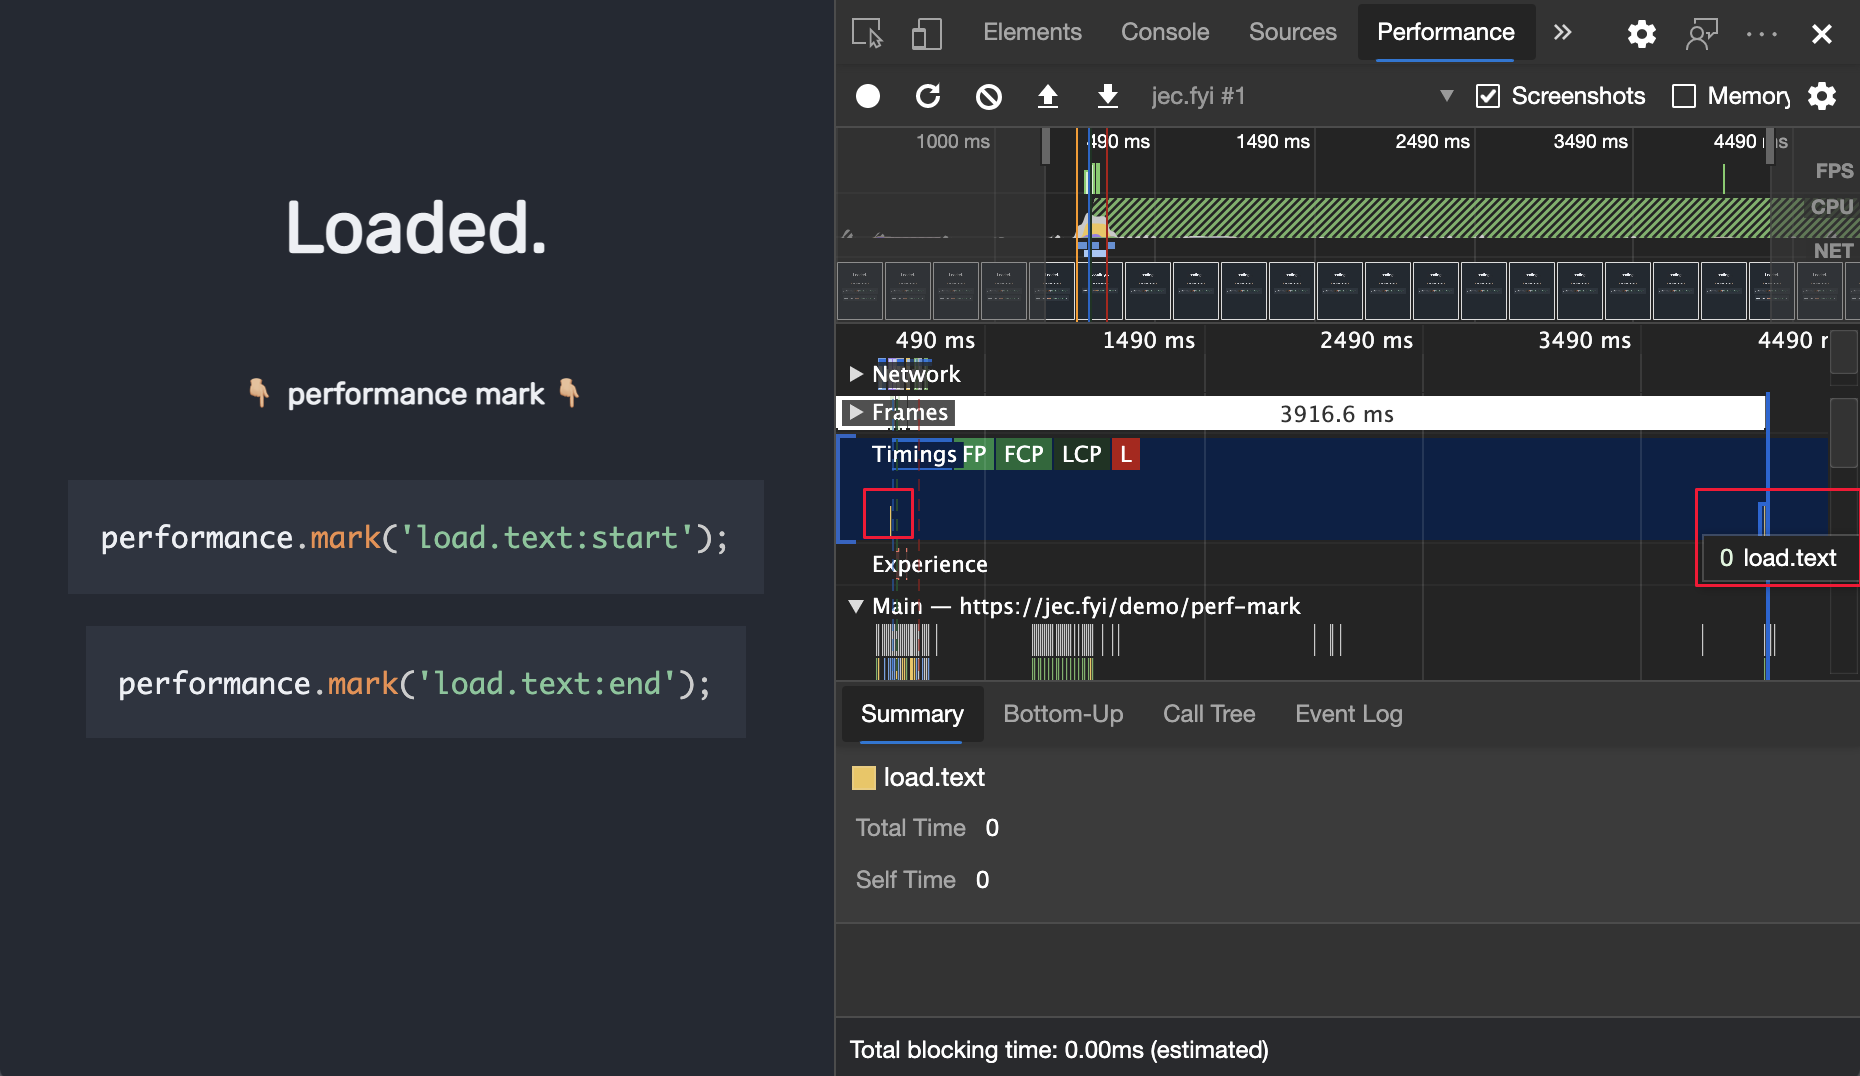 Loaded.
👇 performance mark 👇
performance.mark('load.text:start');
performance.mark('load.text:end');
Elements Console Sources Performance
jec.fyi #1 Screenshots Memory
1000 ms 490 ms 1490 ms 2490 ms 3490 ms 4490 ms
FPS
CPU
NET
490 ms 1490 ms 2490 ms 3490 ms 4490
Network
Frames 3916.6 ms
Timings FP FCP LCP L
0 load.text
Experience
Main — https://jec.fyi/demo/perf-mark
Summary Bottom-Up Call Tree Event Log
load.text
Total Time 0
Self Time 0
Total blocking time: 0.00ms (estimated)